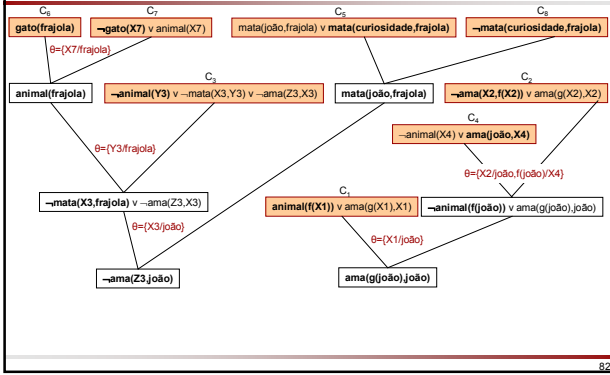 C6 C7 C5 C8
gato(frajola) ¬gato(X7) v animal(X7) mata(joão,frajola) v mata(curiosidade,frajola) ¬mata(curiosidade,frajola)
θ={X7/frajola}
C3 C2
animal(frajola) ¬animal(Y3) v ¬mata(X3,Y3) v ¬ama(Z3,X3) mata(joão,frajola) ¬ama(X2,f(X2)) v ama(g(X2),X2)
C4
¬animal(X4) v ama(joão,X4)
θ={Y3/frajola}
θ={X2/joão,f(joão)/X4}
C1
¬mata(X3,frajola) v ¬ama(Z3,X3) animal(f(X1)) v ama(g(X1),X1) ¬animal(f(joão)) v ama(g(joão),joão)
θ={X3/joão}
θ={X1/joão}
¬ama(Z3,joão) ama(g(joão),joão)
82